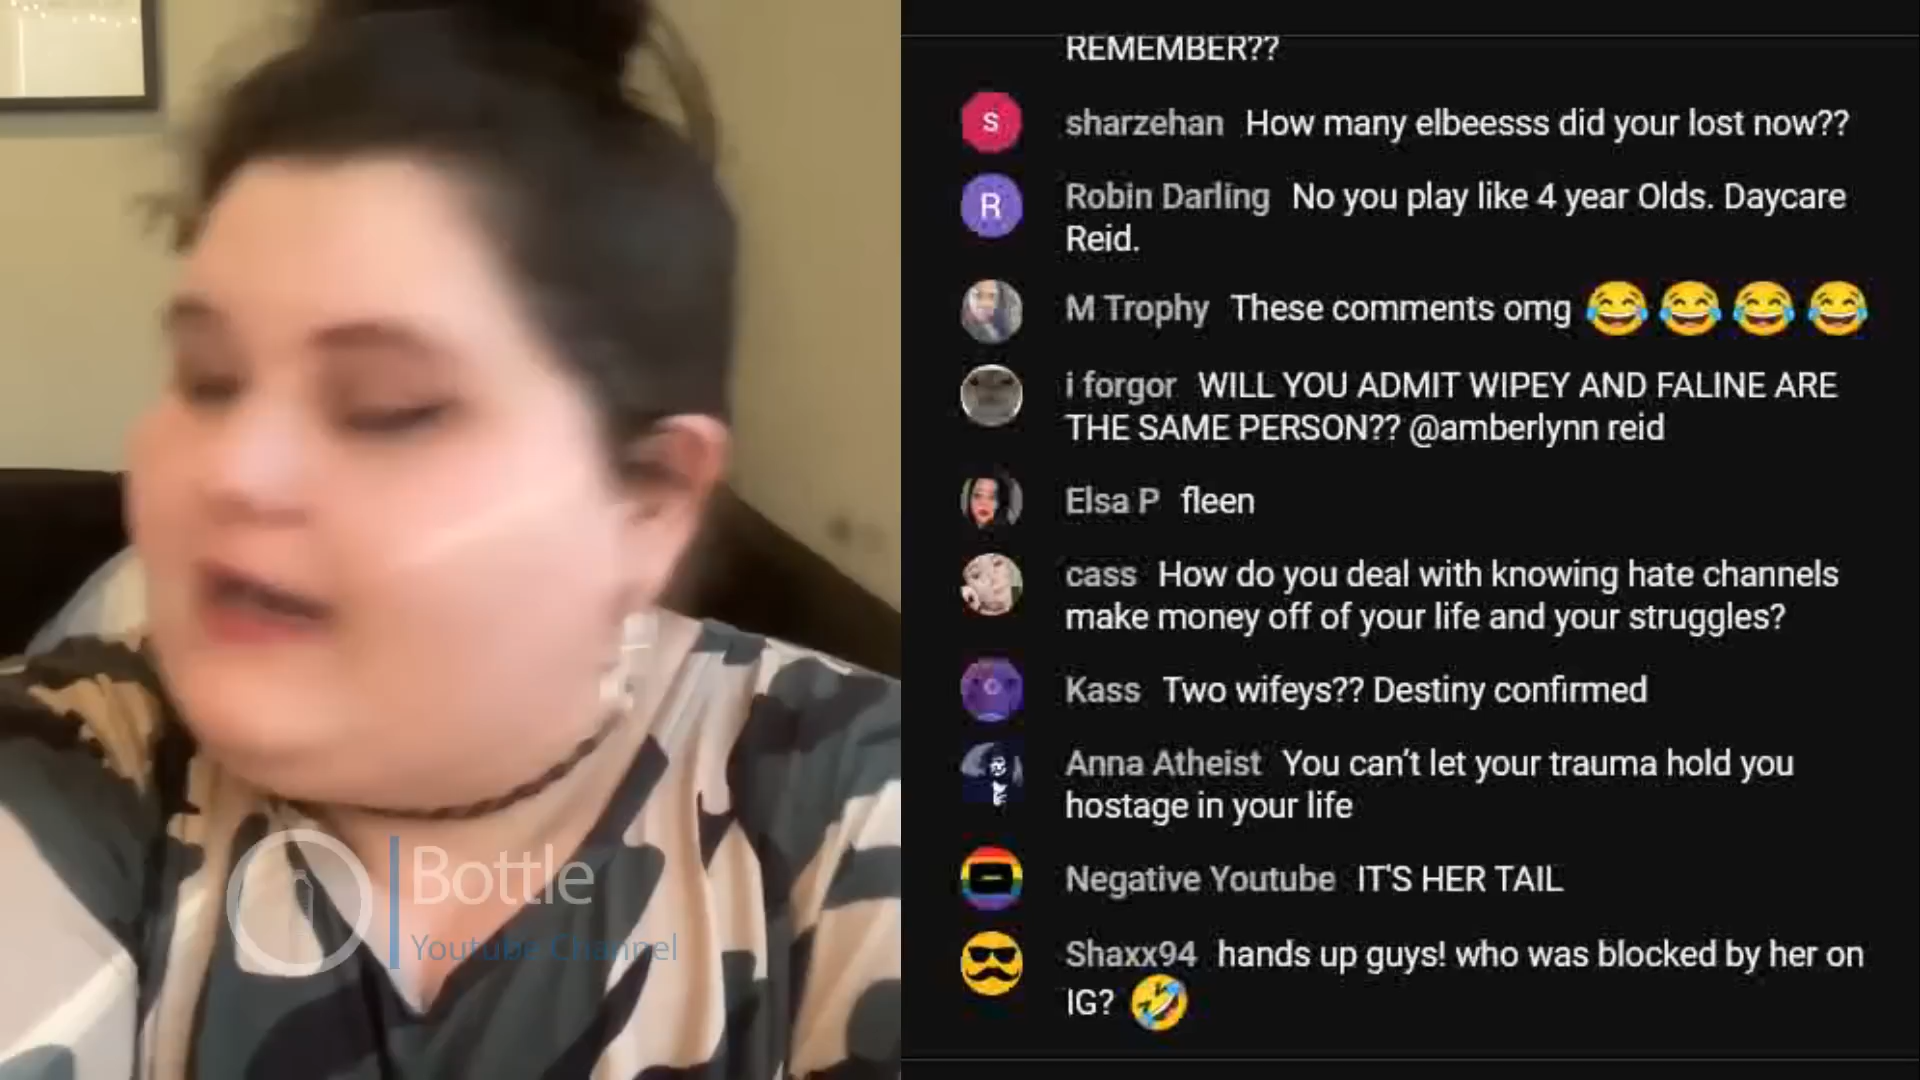 REMEMBER??
S
sharzehan How many elbeesss did your lost now??
R
Robin Darling No you play like 4 year Olds. Daycare
Reid.
M Trophy These comments omg 😂😂😂😂
i forgor WILL YOU ADMIT WIPEY AND FALINE ARE
THE SAME PERSON?? @amberlynn reid
Elsa P fleen
cass How do you deal with knowing hate channels
make money off of your life and your struggles?
Kass Two wifeys?? Destiny confirmed
Anna Atheist You can't let your trauma hold you
hostage in your life
Negative Youtube IT'S HER TAIL
Shaxx94 hands up guys! who was blocked by her on
IG? 🤣
Bottle
Youtube Channel